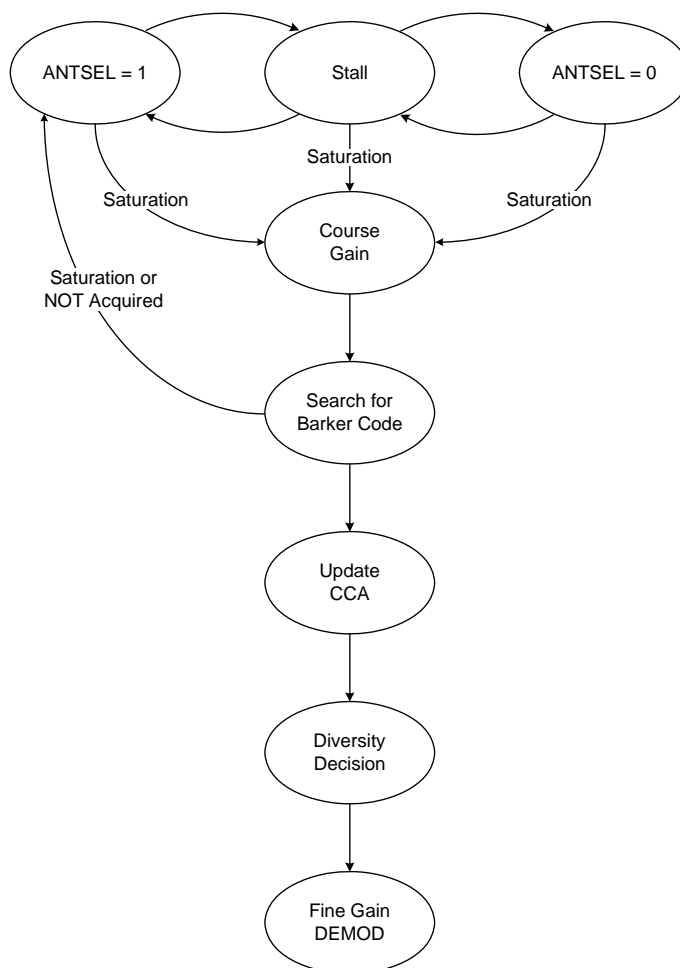 ANTSEL = 1
Stall
ANTSEL = 0
Saturation
Saturation
Saturation
Course
Gain
Saturation or
NOT Acquired
Search for
Barker Code
Update
CCA
Diversity
Decision
Fine Gain
DEMOD